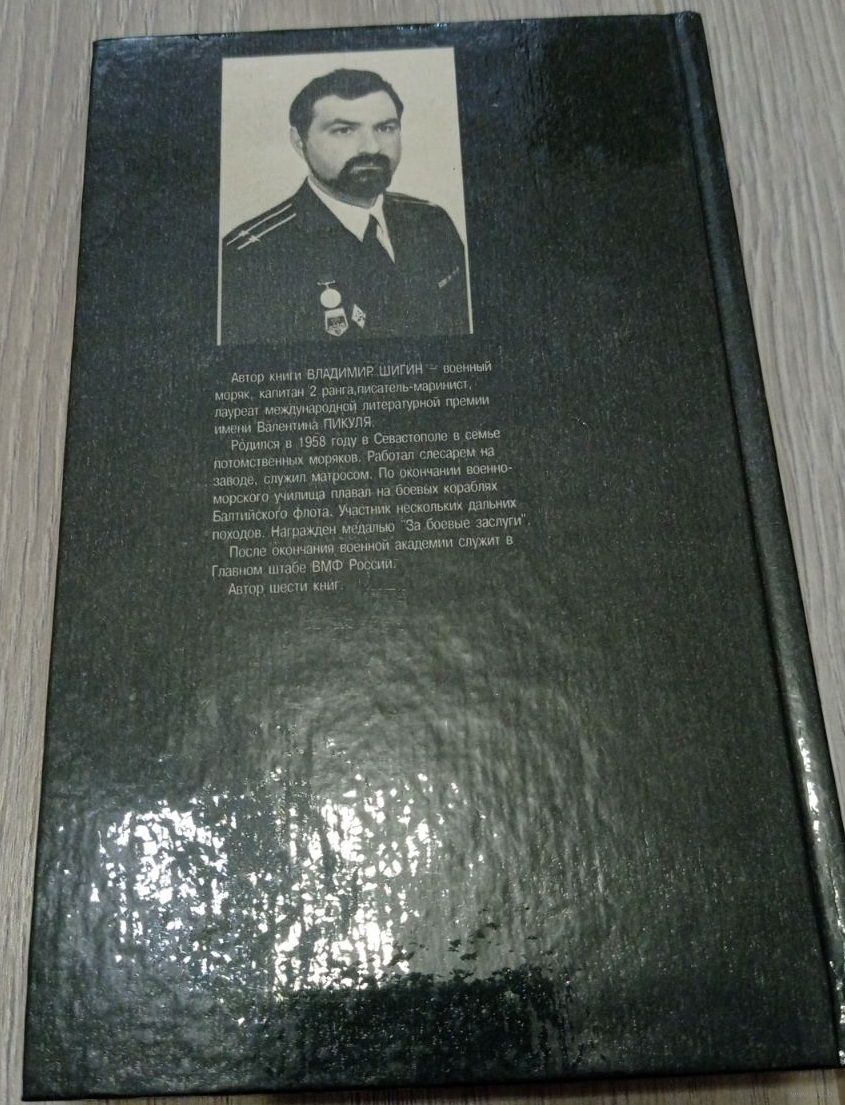 Автор книги ВЛАДИМИР ШИГИН – военный
моряк, капитан 2 ранга,писатель-маринист,
лауреат международной литературной премии
имени Валентина ПИКУЛЯ.
Родился в 1958 году в Севастополе в семье
потомственных моряков. Работал слесарем на
заводе, служил матросом. По окончании военно-
морского училища плавал на боевых кораблях
Балтийского флота. Участник нескольких дальних
походов. Награжден медалью "За боевые заслуги".
После окончания военной академии служит в
Главном штабе ВМФ России.
Автор шести книг.